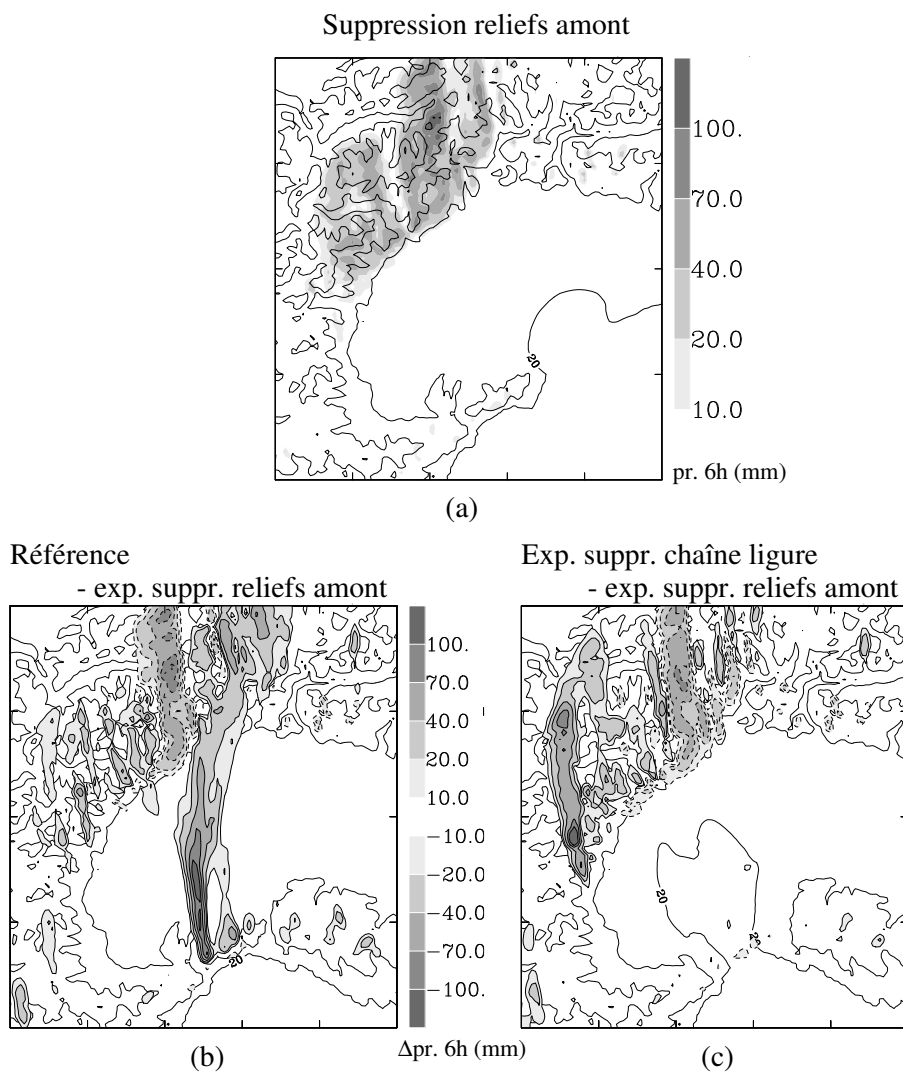 Suppression reliefs amont
100.
70.0
40.0
20.0
10.0
20
pr. 6h (mm)
(a)
Référence
- exp. suppr. reliefs amont
Exp. suppr. chaîne ligure
- exp. suppr. reliefs amont
100.
70.0
40.0
20.0
10.0
-10.0
-20.0
-40.0
-70.0
-100.
20
20
Δpr. 6h (mm)
(b)
(c)